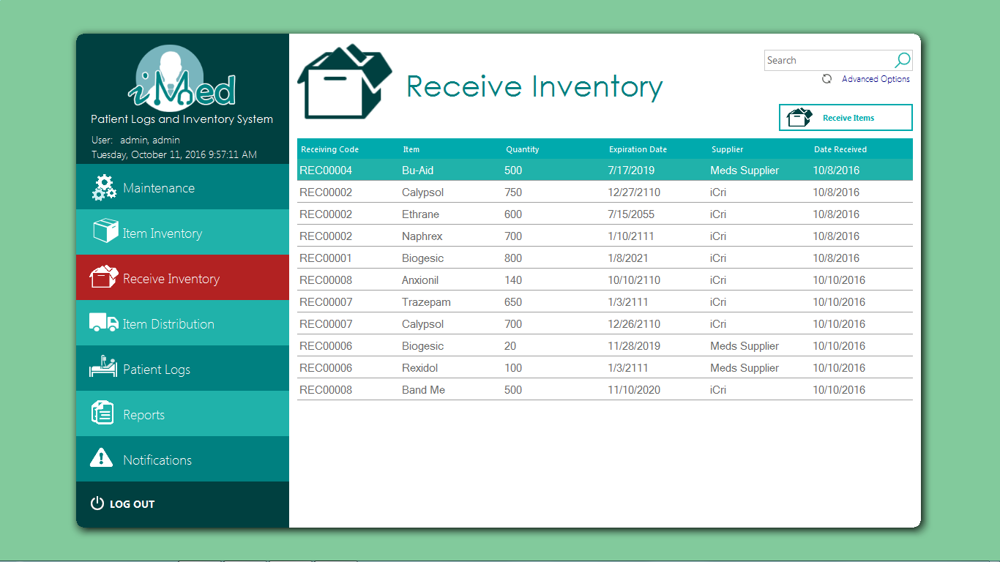 iMed
Patient Logs and Inventory System
User: admin, admin
Tuesday, October 11, 2016 9:57:11 AM
Maintenance
Item Inventory
Receive Inventory
Item Distribution
Patient Logs
Reports
Notifications
LOG OUT
Receive Inventory
Search
Advanced Options
Receive Items
Receiving Code Item Quantity Expiration Date Supplier Date Received
REC00004 Bu-Aid 500 7/17/2019 Meds Supplier 10/8/2016
REC00002 Calypsol 750 12/27/2110 iCri 10/8/2016
REC00002 Ethrane 600 7/15/2055 iCri 10/8/2016
REC00002 Naphrex 700 1/10/2111 iCri 10/8/2016
REC00001 Biogesic 800 1/8/2021 iCri 10/8/2016
REC00008 Anxionil 140 10/10/2110 iCri 10/10/2016
REC00007 Trazepam 650 1/3/2111 iCri 10/10/2016
REC00007 Calypsol 700 12/26/2110 iCri 10/10/2016
REC00006 Biogesic 20 11/28/2019 Meds Supplier 10/10/2016
REC00006 Rexidol 100 1/3/2111 Meds Supplier 10/10/2016
REC00008 Band Me 500 11/10/2020 iCri 10/10/2016